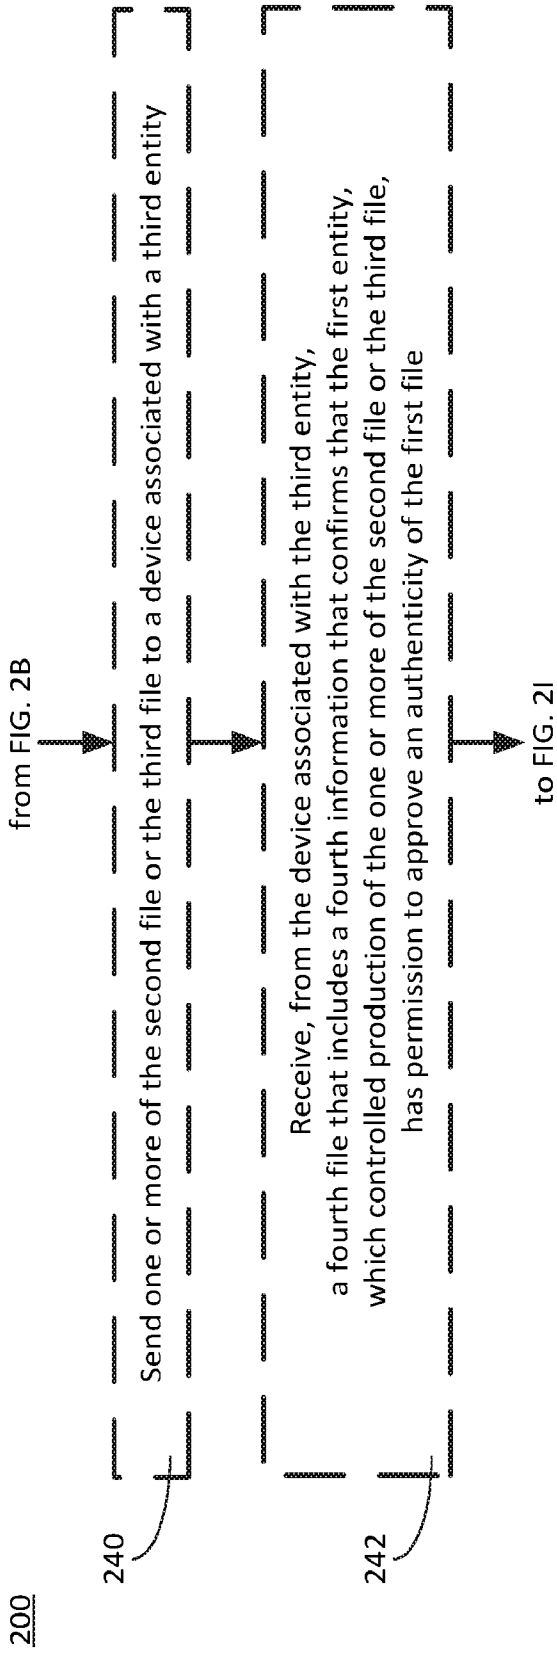 200
from FIG. 2B
240
Send one or more of the second file or the third file to a device associated with a third entity
242
Receive, from the device associated with the third entity,
a fourth file that includes a fourth information that confirms that the first entity,
which controlled production of the one or more of the second file or the third file,
has permission to approve an authenticity of the first file
to FIG. 2I